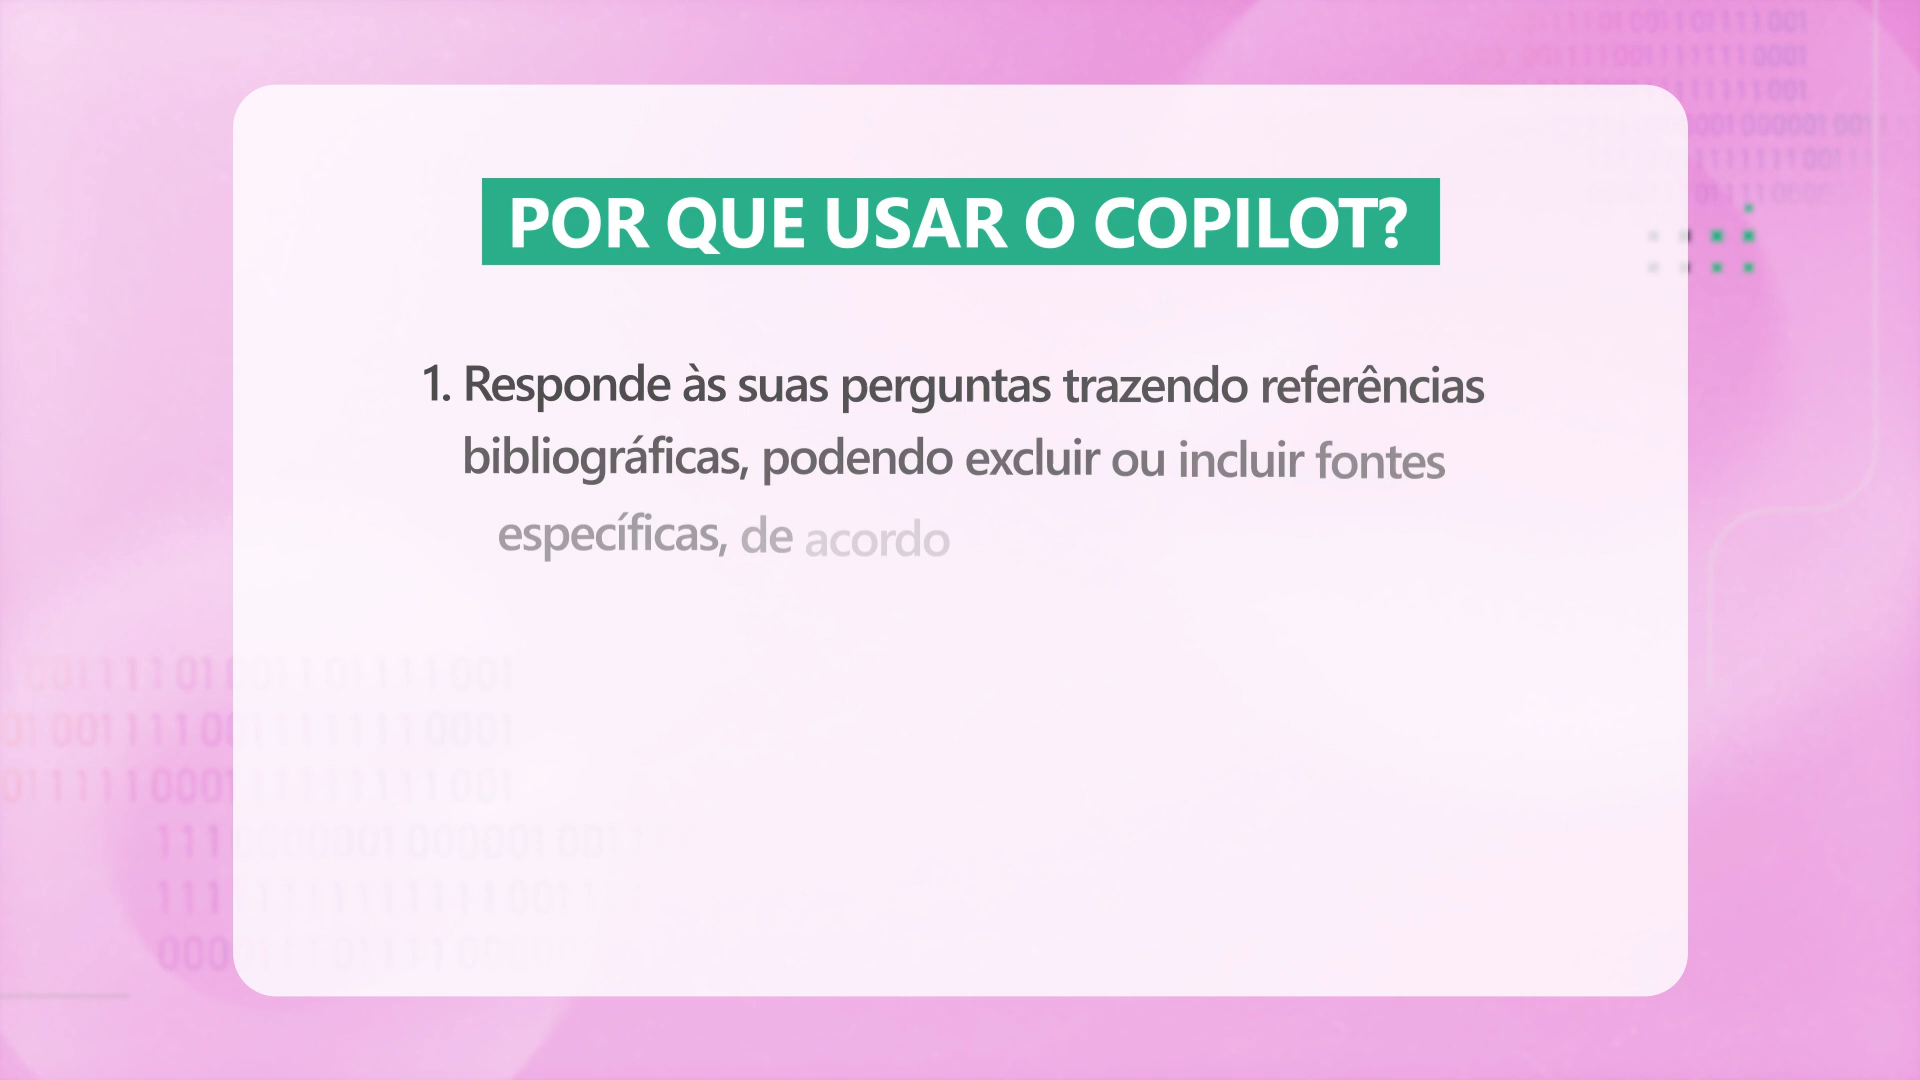 POR QUE USAR O COPILOT?
1. Responde às suas perguntas trazendo referências
bibliográficas, podendo excluir ou incluir fontes
específicas, de acordo